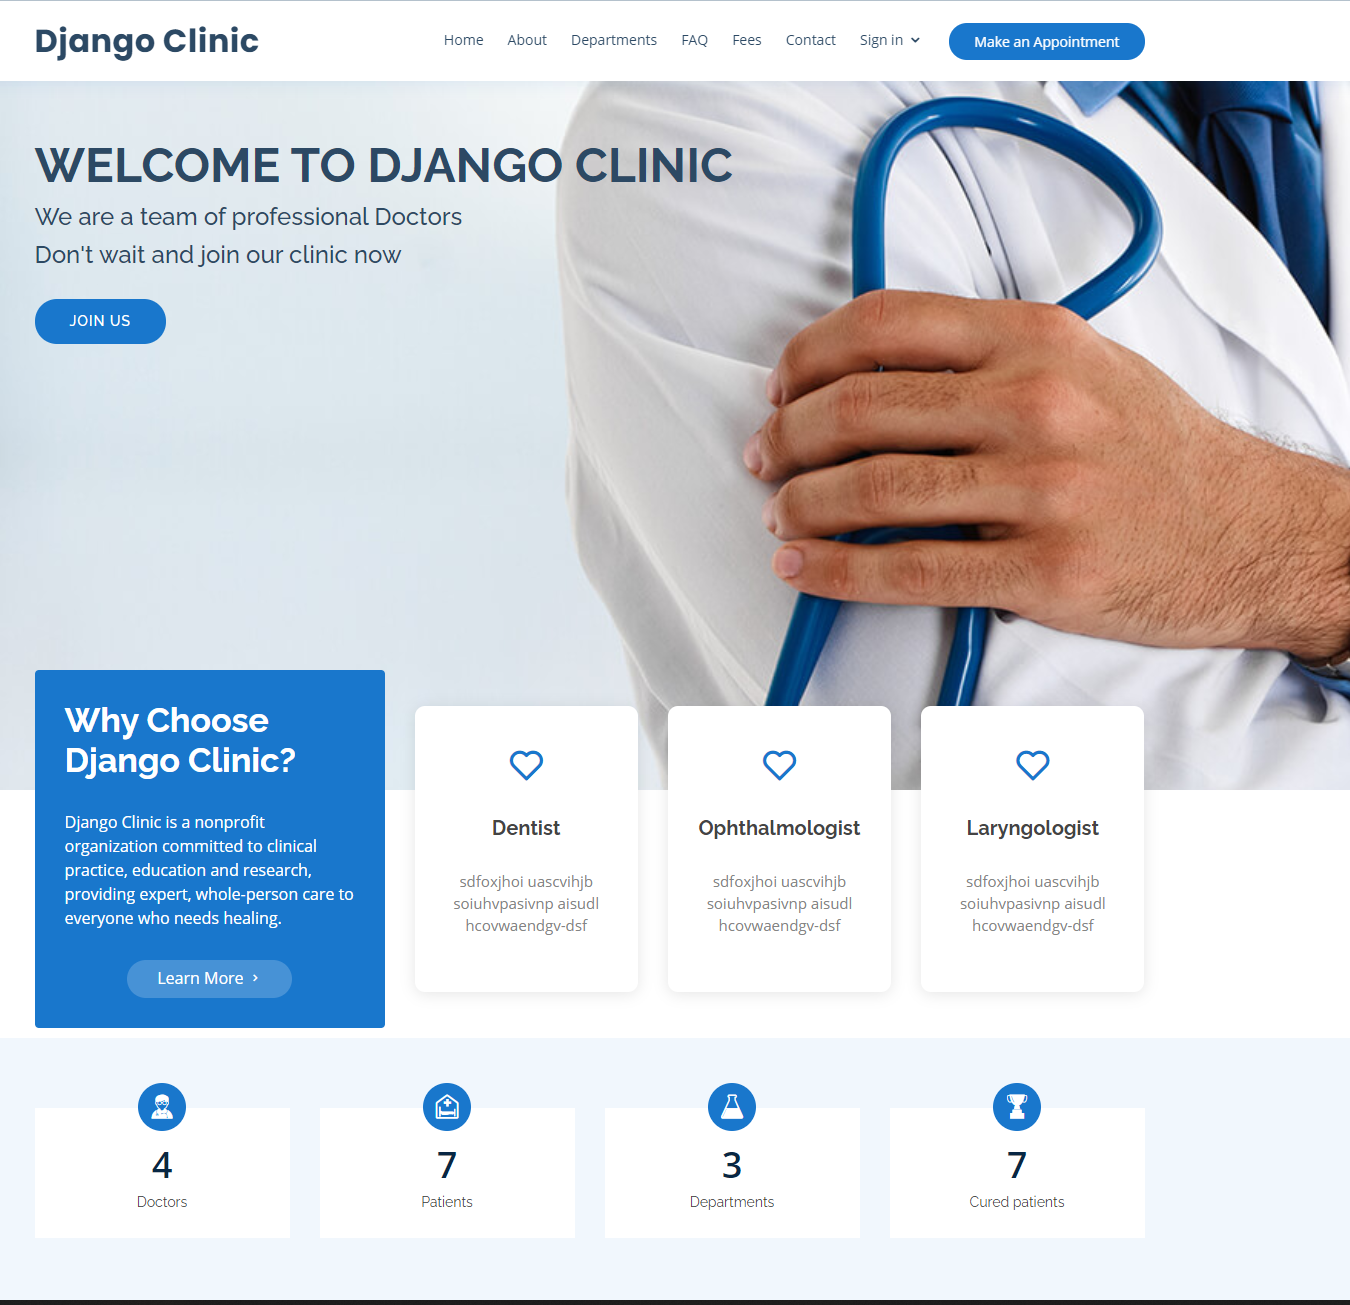 Django Clinic
Home About Departments FAQ Fees Contact Sign in Make an Appointment
WELCOME TO DJANGO CLINIC
We are a team of professional Doctors
Don't wait and join our clinic now
JOIN US
Why Choose
Django Clinic?
Django Clinic is a nonprofit
organization committed to clinical
practice, education and research,
providing expert, whole-person care to
everyone who needs healing.
Learn More
Dentist
sdfoxjhoi uascvihjb
soiuhvpasivnp aisudl
hcovwaendgv-dsf
Ophthalmologist
sdfoxjhoi uascvihjb
soiuhvpasivnp aisudl
hcovwaendgv-dsf
Laryngologist
sdfoxjhoi uascvihjb
soiuhvpasivnp aisudl
hcovwaendgv-dsf
4
Doctors
7
Patients
3
Departments
7
Cured patients